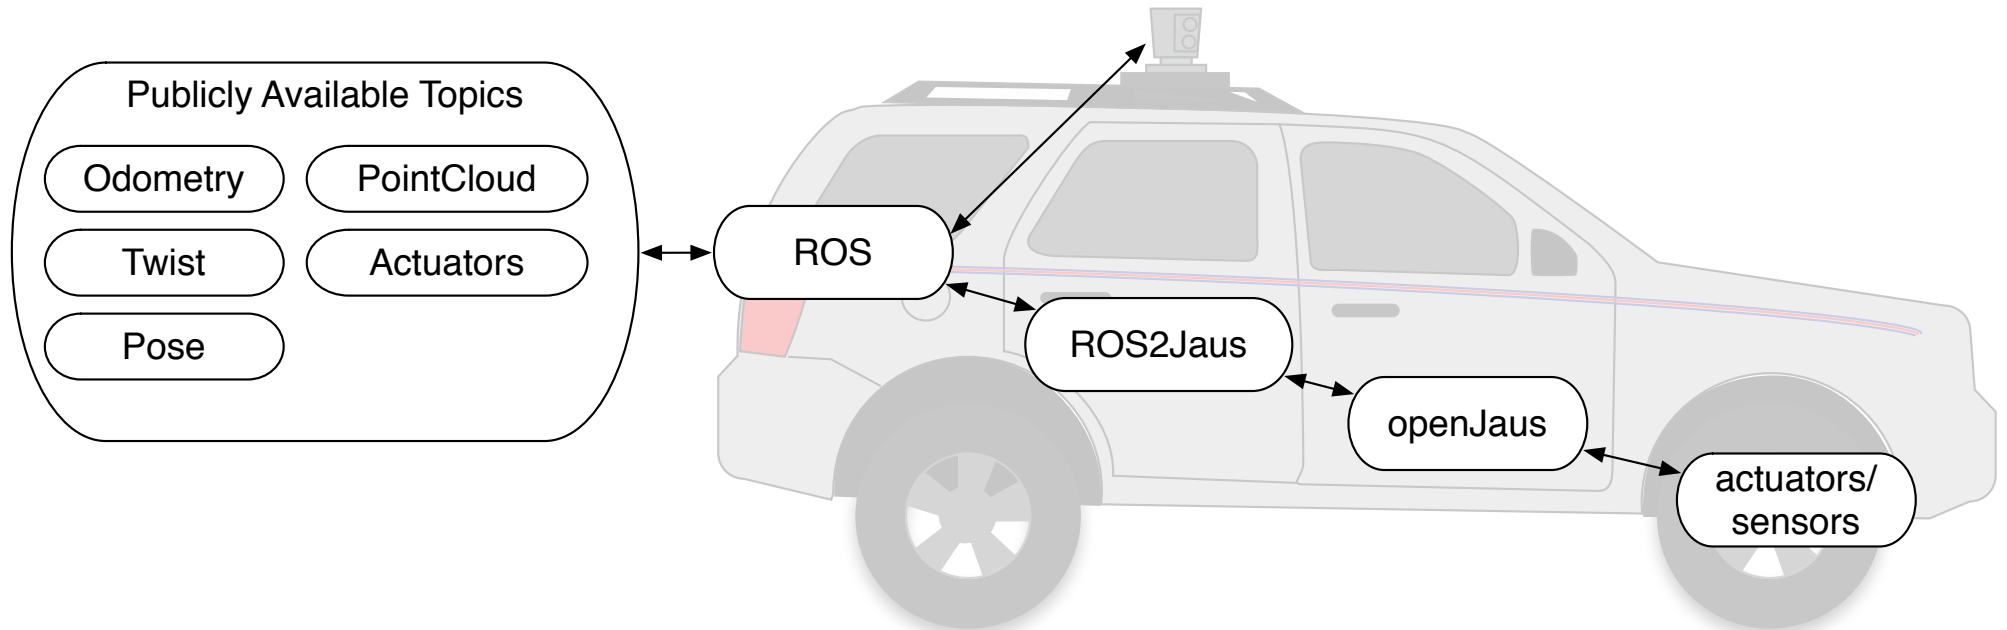 Publicly Available Topics
Odometry
PointCloud
Twist
Actuators
Pose
ROS
ROS2Jaus
openJaus
actuators/
sensors